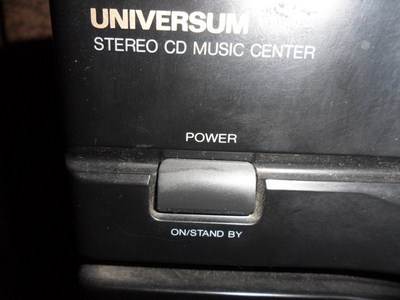 UNIVERSUM
STEREO CD MUSIC CENTER
POWER
ON/STAND BY